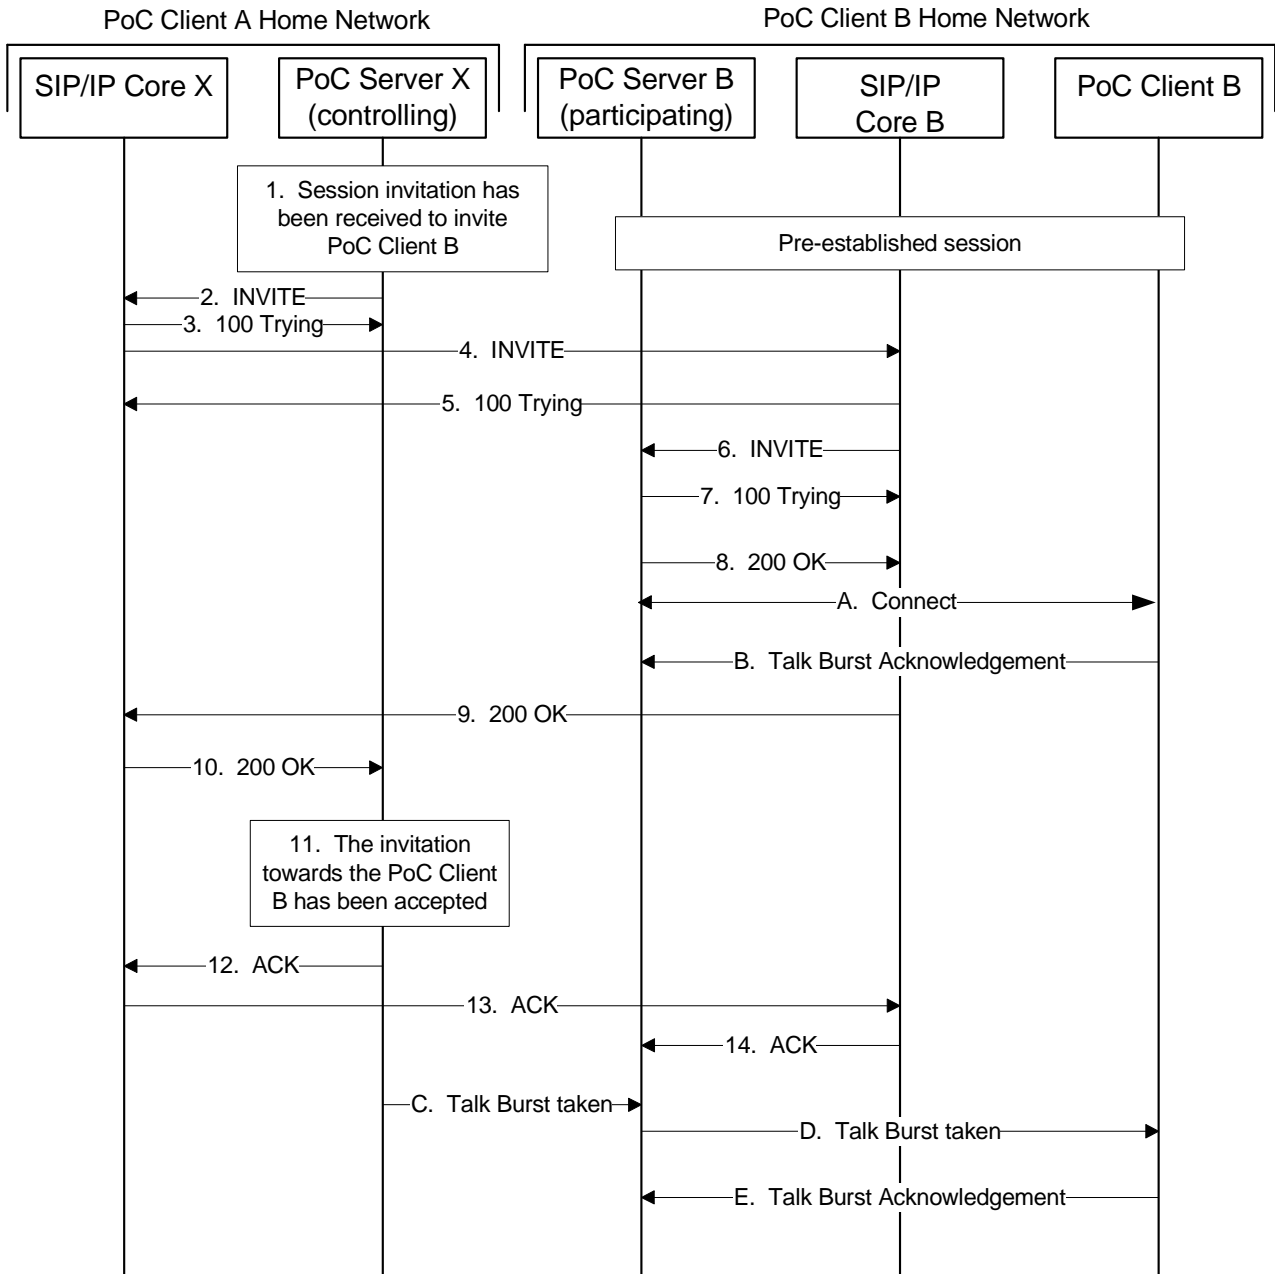 PoC Client A Home Network
PoC Client B Home Network
SIP/IP Core X
PoC Server X
(controlling)
PoC Server B
(participating)
SIP/IP
Core B
PoC Client B
1. Session invitation has
been received to invite
PoC Client B
Pre-established session
2. INVITE
3. 100 Trying
4. INVITE
5. 100 Trying
6. INVITE
7. 100 Trying
8. 200 OK
A. Connect
B. Talk Burst Acknowledgement
9. 200 OK
10. 200 OK
11. The invitation
towards the PoC Client
B has been accepted
12. ACK
13. ACK
14. ACK
C. Talk Burst taken
D. Talk Burst taken
E. Talk Burst Acknowledgement